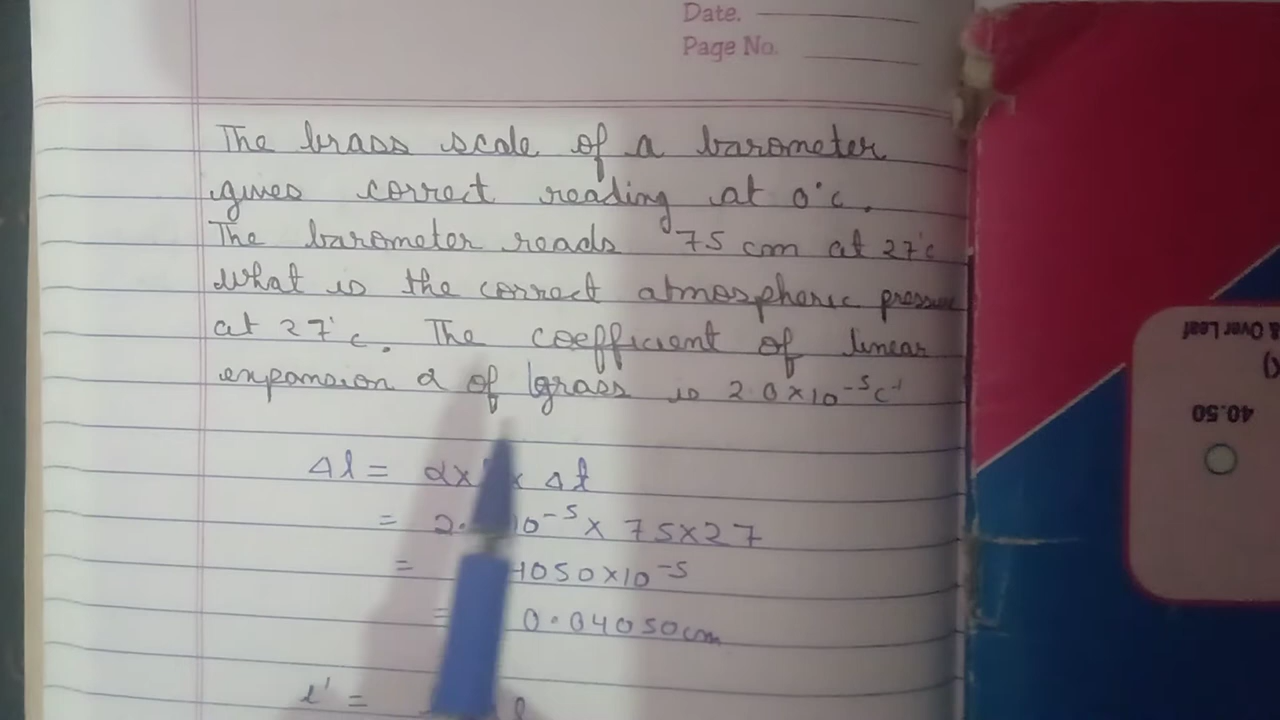 Date.
Page No.
The brass scale of a barometer
gives correct reading at 0°c.
The barometer reads 75 cm at 27°c
what is the correct atmospheric pressure
at 27°c. The coefficient of linear
expansion α of brass is 2.0×10⁻⁵c⁻¹
Δl = α× × Δt
= 2. 10⁻⁵ × 75×27
= 4050×10⁻⁵
= 0.04050cm
l' = l
& Over Leaf
40.50